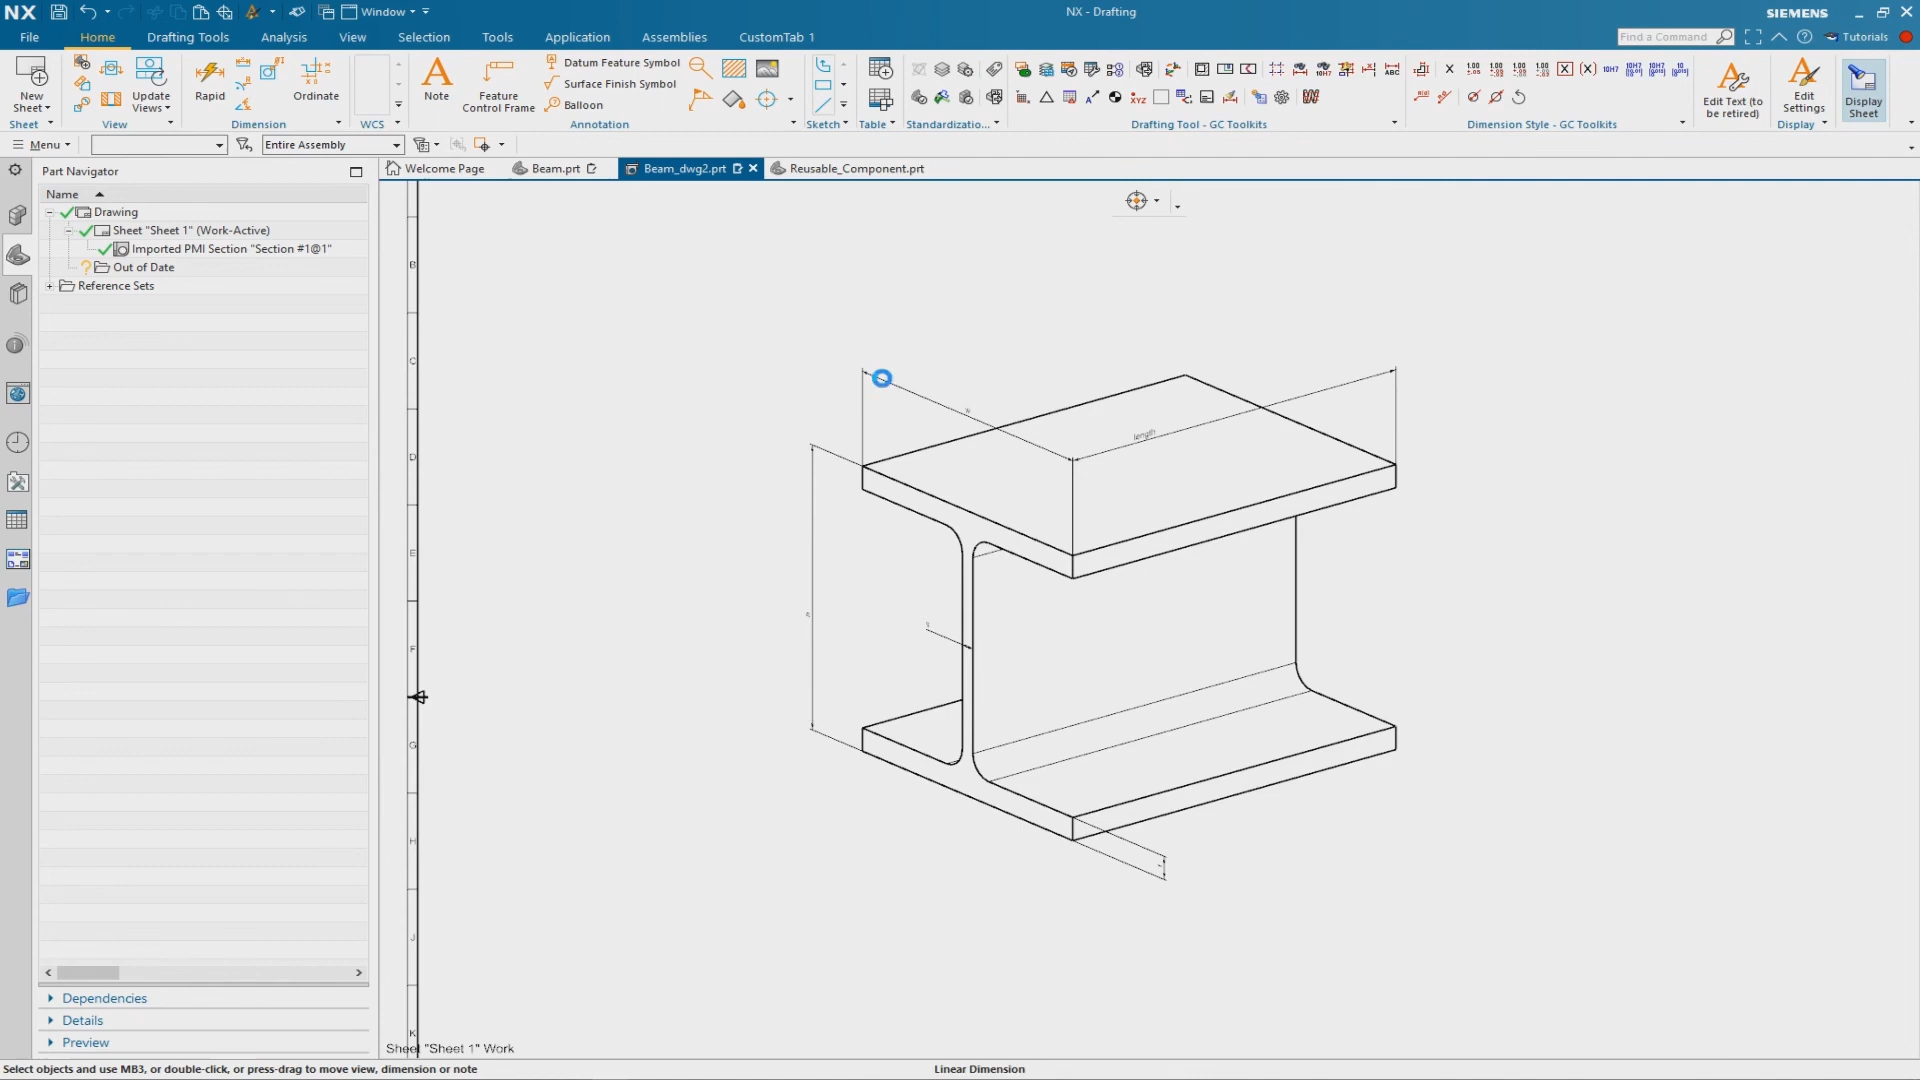 NX
Window
NX - Drafting
SIEMENS
File
Home
Drafting Tools
Analysis
View
Selection
Tools
Application
Assemblies
CustomTab 1
Find a Command
Tutorials
New
Sheet
Update
Views
Rapid
Ordinate
Note
Feature
Control Frame
Datum Feature Symbol
Surface Finish Symbol
Balloon
Edit Text (to
be retired)
Edit
Settings
Display
Sheet
Sheet
View
Dimension
WCS
Annotation
Sketch
Table
Standardizatio...
Drafting Tool - GC Toolkits
Dimension Style - GC Toolkits
Display
Menu
Entire Assembly
Part Navigator
Welcome Page
Beam.prt
Beam_dwg2.prt
Reusable_Component.prt
Name
Drawing
Sheet "Sheet 1" (Work-Active)
Imported PMI Section "Section #1@1"
Out of Date
Reference Sets
B
C
D
E
F
G
H
J
K
length
Dependencies
Details
Preview
Sheet "Sheet 1" Work
Select objects and use MB3, or double-click, or press-drag to move view, dimension or note
Linear Dimension